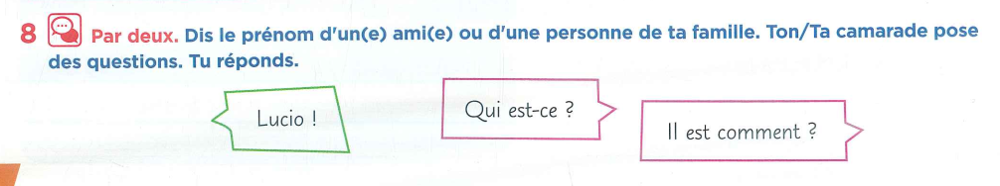 8 Par deux. Dis le prénom d'un(e) ami(e) ou d'une personne de ta famille. Ton/Ta camarade pose
des questions. Tu réponds.
Lucio !
Qui est-ce ?
Il est comment ?